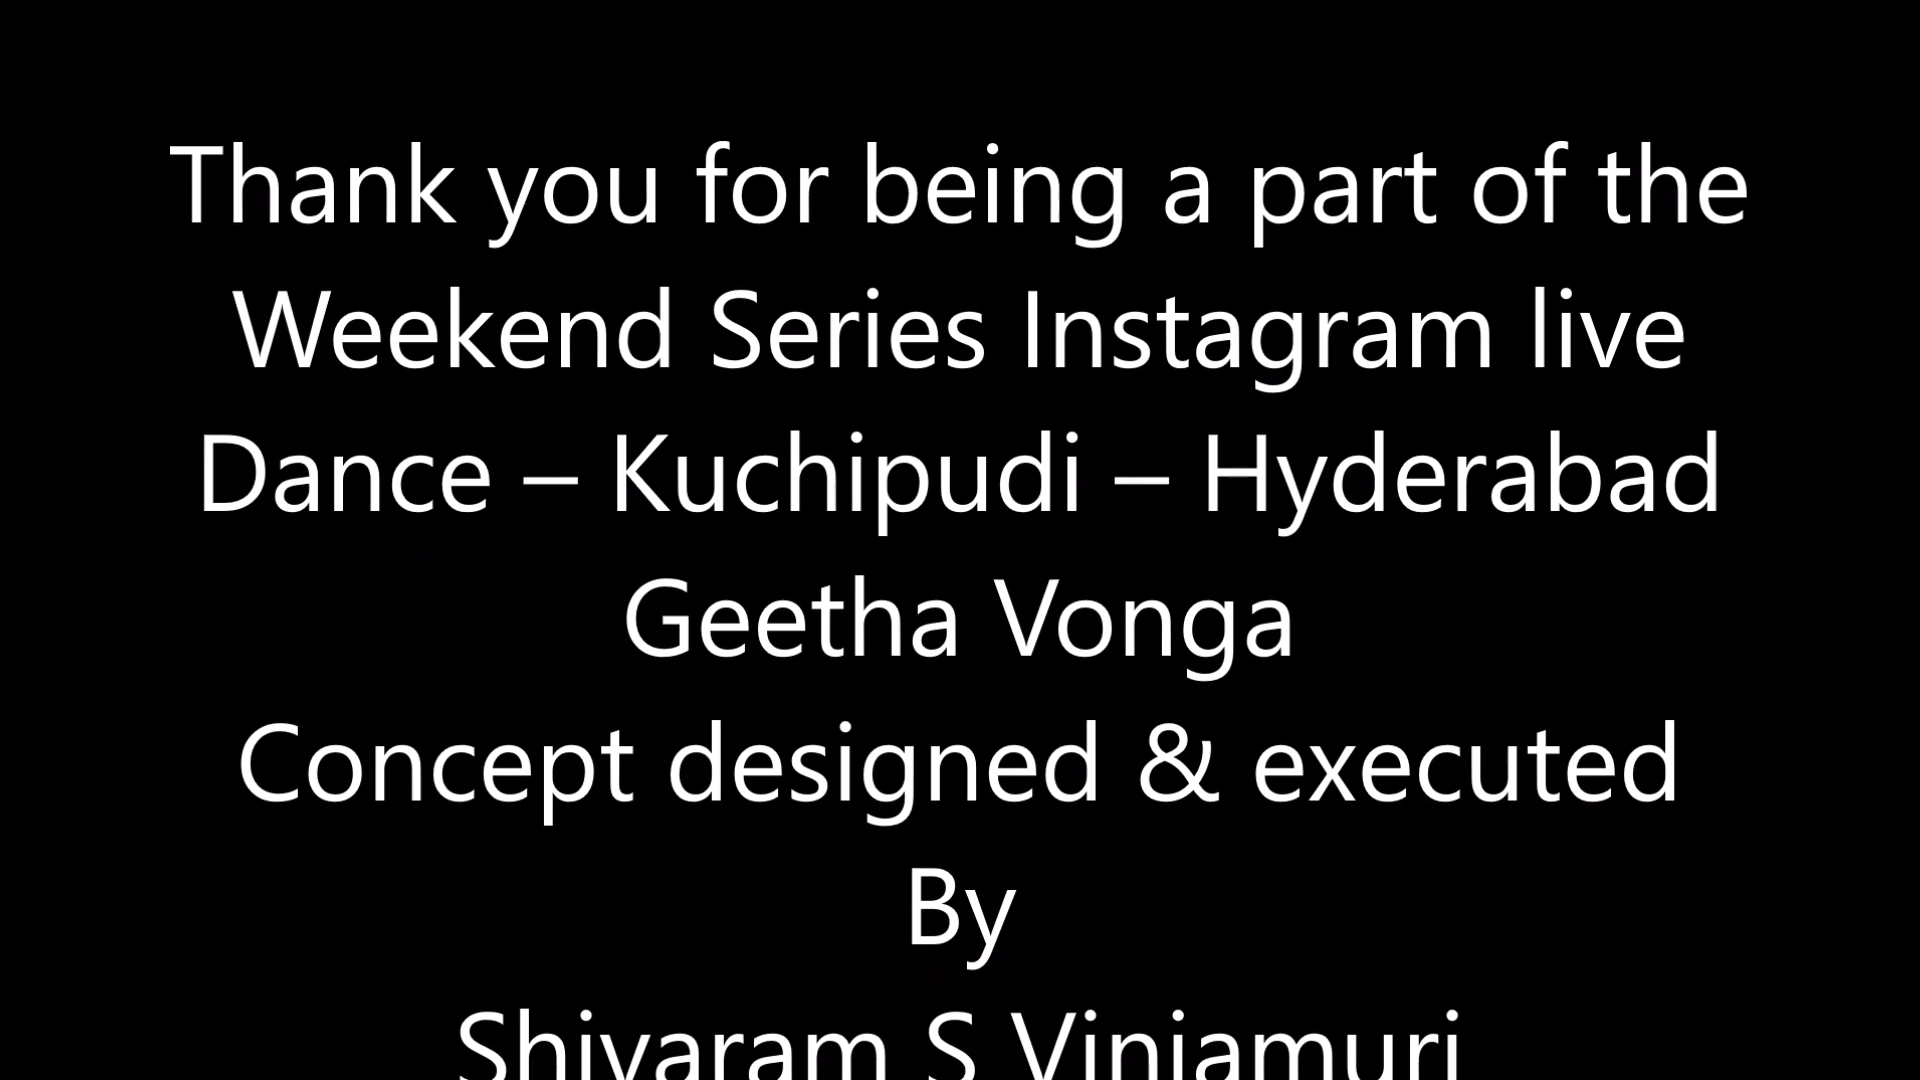 Thank you for being a part of the
Weekend Series Instagram live
Dance – Kuchipudi – Hyderabad
Geetha Vonga
Concept designed & executed
By
Shivaram S Vinjamuri